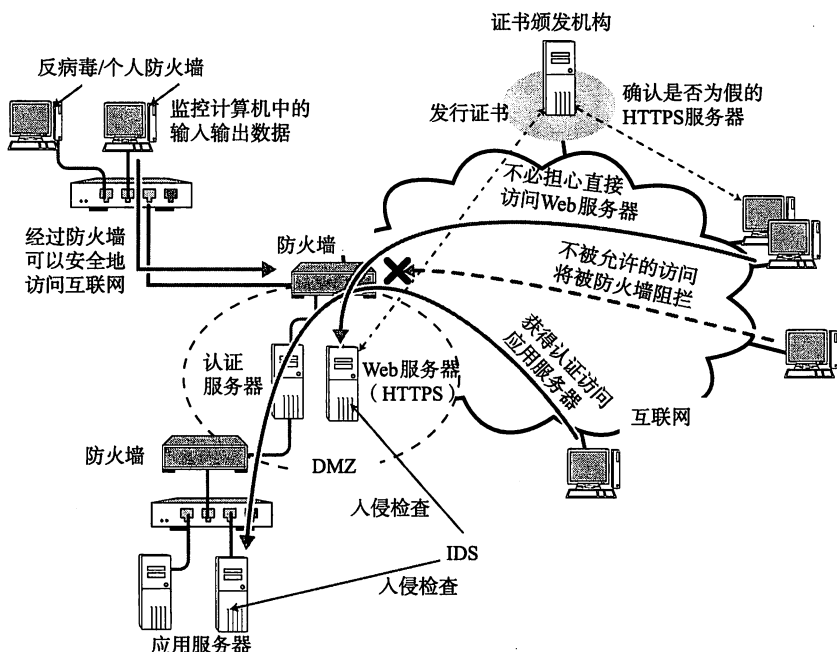 证书颁发机构
反病毒/个人防火墙
监控计算机中的
输入输出数据
发行证书
确认是否为假的
HTTPS服务器
不必担心直接
访问Web服务器
经过防火墙
可以安全地
访问互联网
防火墙
不被允许的访问
将被防火墙阻拦
获得认证访问
应用服务器
认证
服务器
Web服务器
（HTTPS）
互联网
防火墙
DMZ
入侵检查
IDS
入侵检查
应用服务器